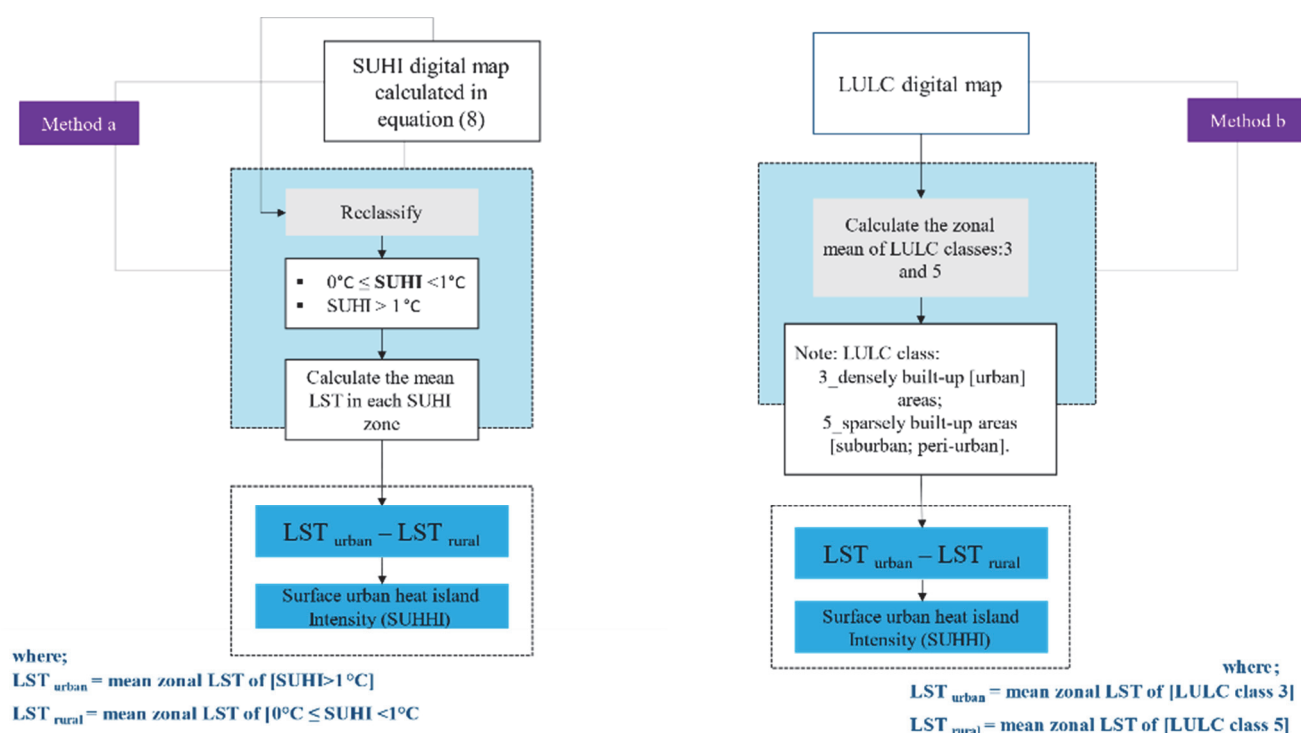 SUHI digital map
calculated in
equation (8)
Method a
Reclassify
▪ 0°C ≤ SUHI <1°C
▪ SUHI > 1°C
Calculate the mean
LST in each SUHI
zone
LST urban – LST rural
Surface urban heat island
Intensity (SUHHI)
where;
LST urban = mean zonal LST of [SUHI>1°C]
LST rural = mean zonal LST of [0°C ≤ SUHI <1°C
LULC digital map
Method b
Calculate the zonal
mean of LULC classes:3
and 5
Note: LULC class:
3_densely built-up [urban]
areas;
5_sparsely built-up areas
[suburban; peri-urban].
LST urban – LST rural
Surface urban heat island
Intensity (SUHHI)
where;
LST urban = mean zonal LST of [LULC class 3]
LST rural = mean zonal LST of [LULC class 5]